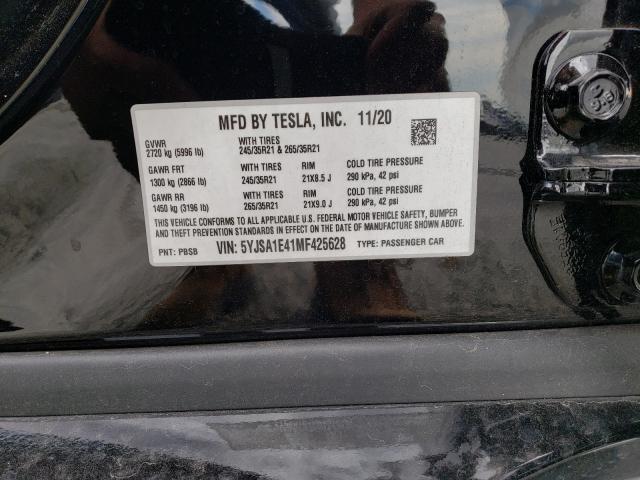 MFD BY TESLA, INC. 11/20
GVWR
2720 kg (5996 lb)
WITH TIRES
245/35R21 & 265/35R21
GAWR FRT
1300 kg (2866 lb)
WITH TIRES
245/35R21
RIM
21X8.5 J
COLD TIRE PRESSURE
290 kPa, 42 psi
GAWR RR
1450 kg (3196 lb)
WITH TIRES
265/35R21
RIM
21X9.0 J
COLD TIRE PRESSURE
290 kPa, 42 psi
THIS VEHICLE CONFORMS TO ALL U.S. FEDERAL MOTOR VEHICLE SAFETY, BUMPER
AND THEFT PREVENTION STANDARDS IN EFFECT ON THE DATE OF MANUFACTURE.
PNT: PBSB VIN: 5YJSA1E41MF425628 TYPE: PASSENGER CAR